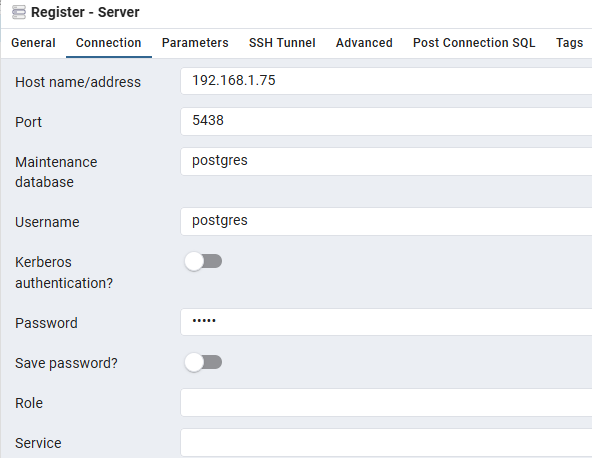 Register - Server
General Connection Parameters SSH Tunnel Advanced Post Connection SQL Tags
Host name/address 192.168.1.75
Port 5438
Maintenance database postgres
Username postgres
Kerberos authentication?
Password •••••
Save password?
Role
Service